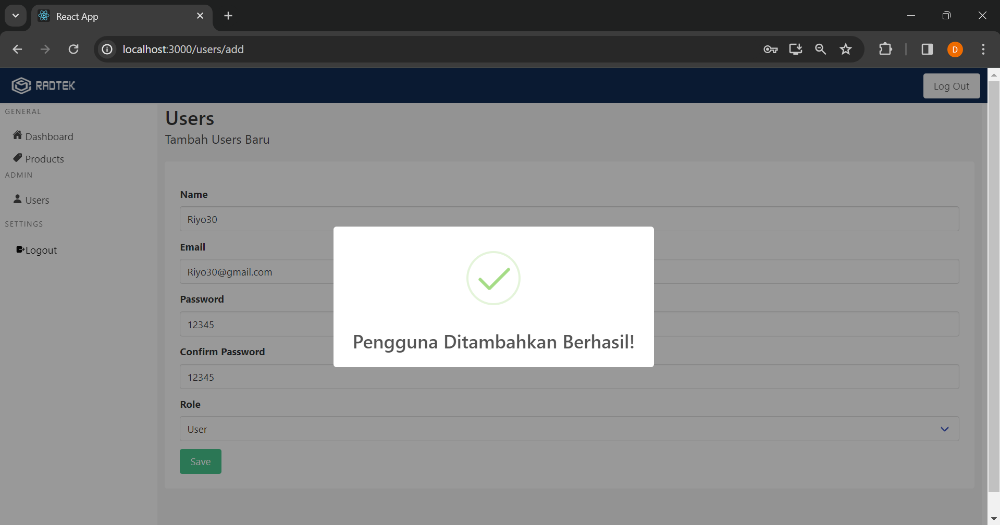 React App
localhost:3000/users/add
D
RADTEK
Log Out
GENERAL
Dashboard
Products
ADMIN
Users
SETTINGS
Logout
Users
Tambah Users Baru
Name
Riyo30
Email
Riyo30@gmail.com
Password
12345
Confirm Password
12345
Role
User
Save
Pengguna Ditambahkan Berhasil!